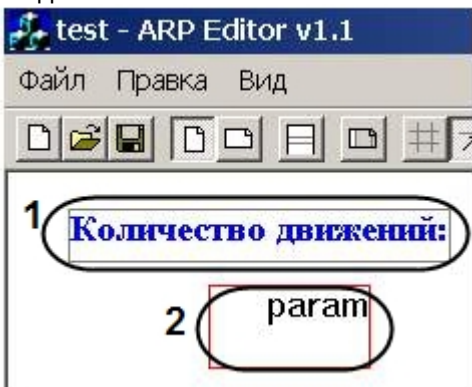 test - ARP Editor v1.1
Файл Правка Вид
1 Количество движений:
2 param